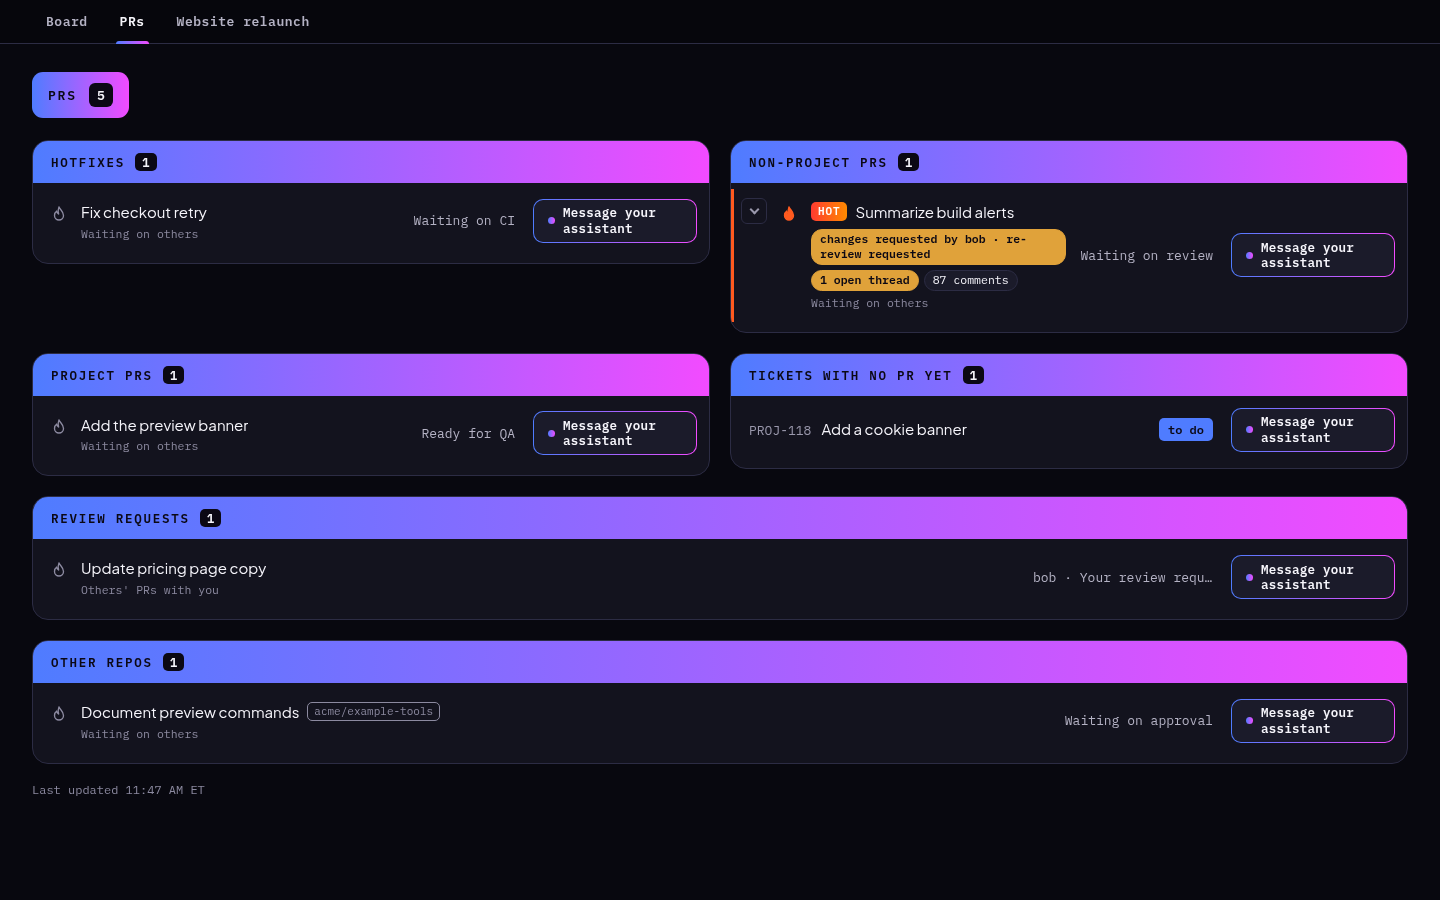 Board PRs Website relaunch
PRS 5
HOTFIXES 1
Fix checkout retry
Waiting on others
Waiting on CI
Message your
assistant
NON-PROJECT PRS 1
HOT Summarize build alerts
changes requested by bob · re-
review requested
1 open thread 87 comments
Waiting on others
Waiting on review
Message your
assistant
PROJECT PRS 1
Add the preview banner
Waiting on others
Ready for QA
Message your
assistant
TICKETS WITH NO PR YET 1
PROJ-118 Add a cookie banner
to do
Message your
assistant
REVIEW REQUESTS 1
Update pricing page copy
Others' PRs with you
bob · Your review requ…
Message your
assistant
OTHER REPOS 1
Document preview commands acme/example-tools
Waiting on others
Waiting on approval
Message your
assistant
Last updated 11:47 AM ET